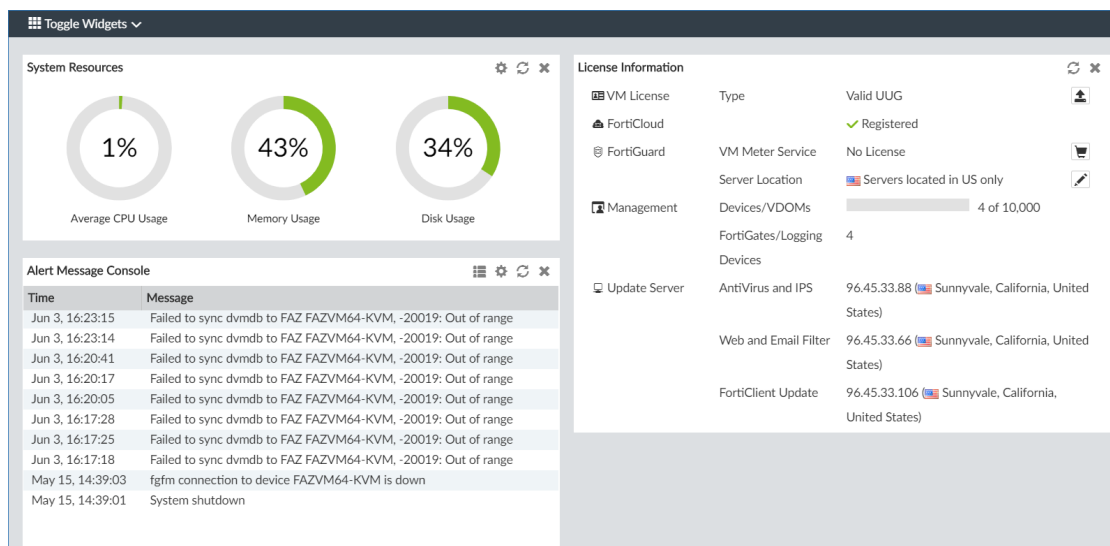 Toggle Widgets
System Resources
1%
43%
34%
Average CPU Usage
Memory Usage
Disk Usage
Alert Message Console
Time Message
Jun 3, 16:23:15 Failed to sync dvmdb to FAZ FAZVM64-KVM, -20019: Out of range
Jun 3, 16:23:14 Failed to sync dvmdb to FAZ FAZVM64-KVM, -20019: Out of range
Jun 3, 16:20:41 Failed to sync dvmdb to FAZ FAZVM64-KVM, -20019: Out of range
Jun 3, 16:20:17 Failed to sync dvmdb to FAZ FAZVM64-KVM, -20019: Out of range
Jun 3, 16:20:05 Failed to sync dvmdb to FAZ FAZVM64-KVM, -20019: Out of range
Jun 3, 16:17:28 Failed to sync dvmdb to FAZ FAZVM64-KVM, -20019: Out of range
Jun 3, 16:17:25 Failed to sync dvmdb to FAZ FAZVM64-KVM, -20019: Out of range
Jun 3, 16:17:18 Failed to sync dvmdb to FAZ FAZVM64-KVM, -20019: Out of range
May 15, 14:39:03 fgfm connection to device FAZVM64-KVM is down
May 15, 14:39:01 System shutdown
License Information
VM License Type Valid UUG
FortiCloud Registered
FortiGuard VM Meter Service No License
Server Location Servers located in US only
Management Devices/VDOMs 4 of 10,000
FortiGates/Logging 4
Devices
Update Server AntiVirus and IPS 96.45.33.88 (Sunnyvale, California, United
States)
Web and Email Filter 96.45.33.66 (Sunnyvale, California, United
States)
FortiClient Update 96.45.33.106 (Sunnyvale, California,
United States)